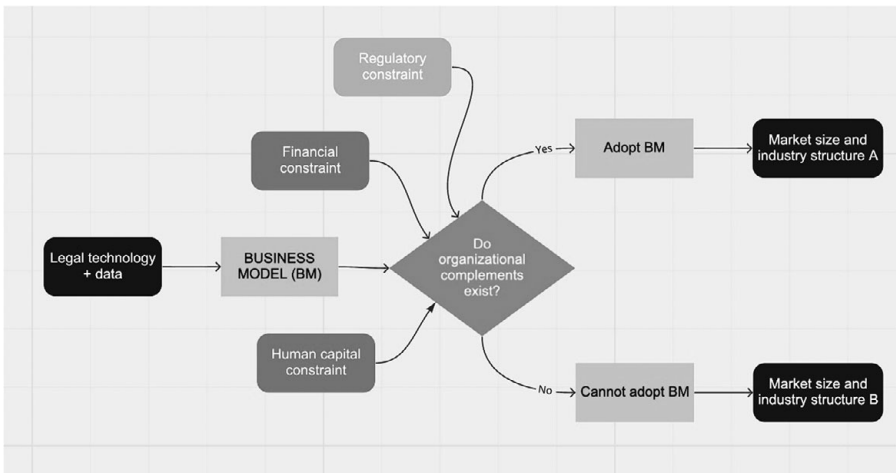 Regulatory
constraint
Financial
constraint
Legal technology
+ data
BUSINESS
MODEL (BM)
Human capital
constraint
Do
organizational
complements
exist?
Yes
Adopt BM
Market size and
industry structure A
No
Cannot adopt BM
Market size and
industry structure B